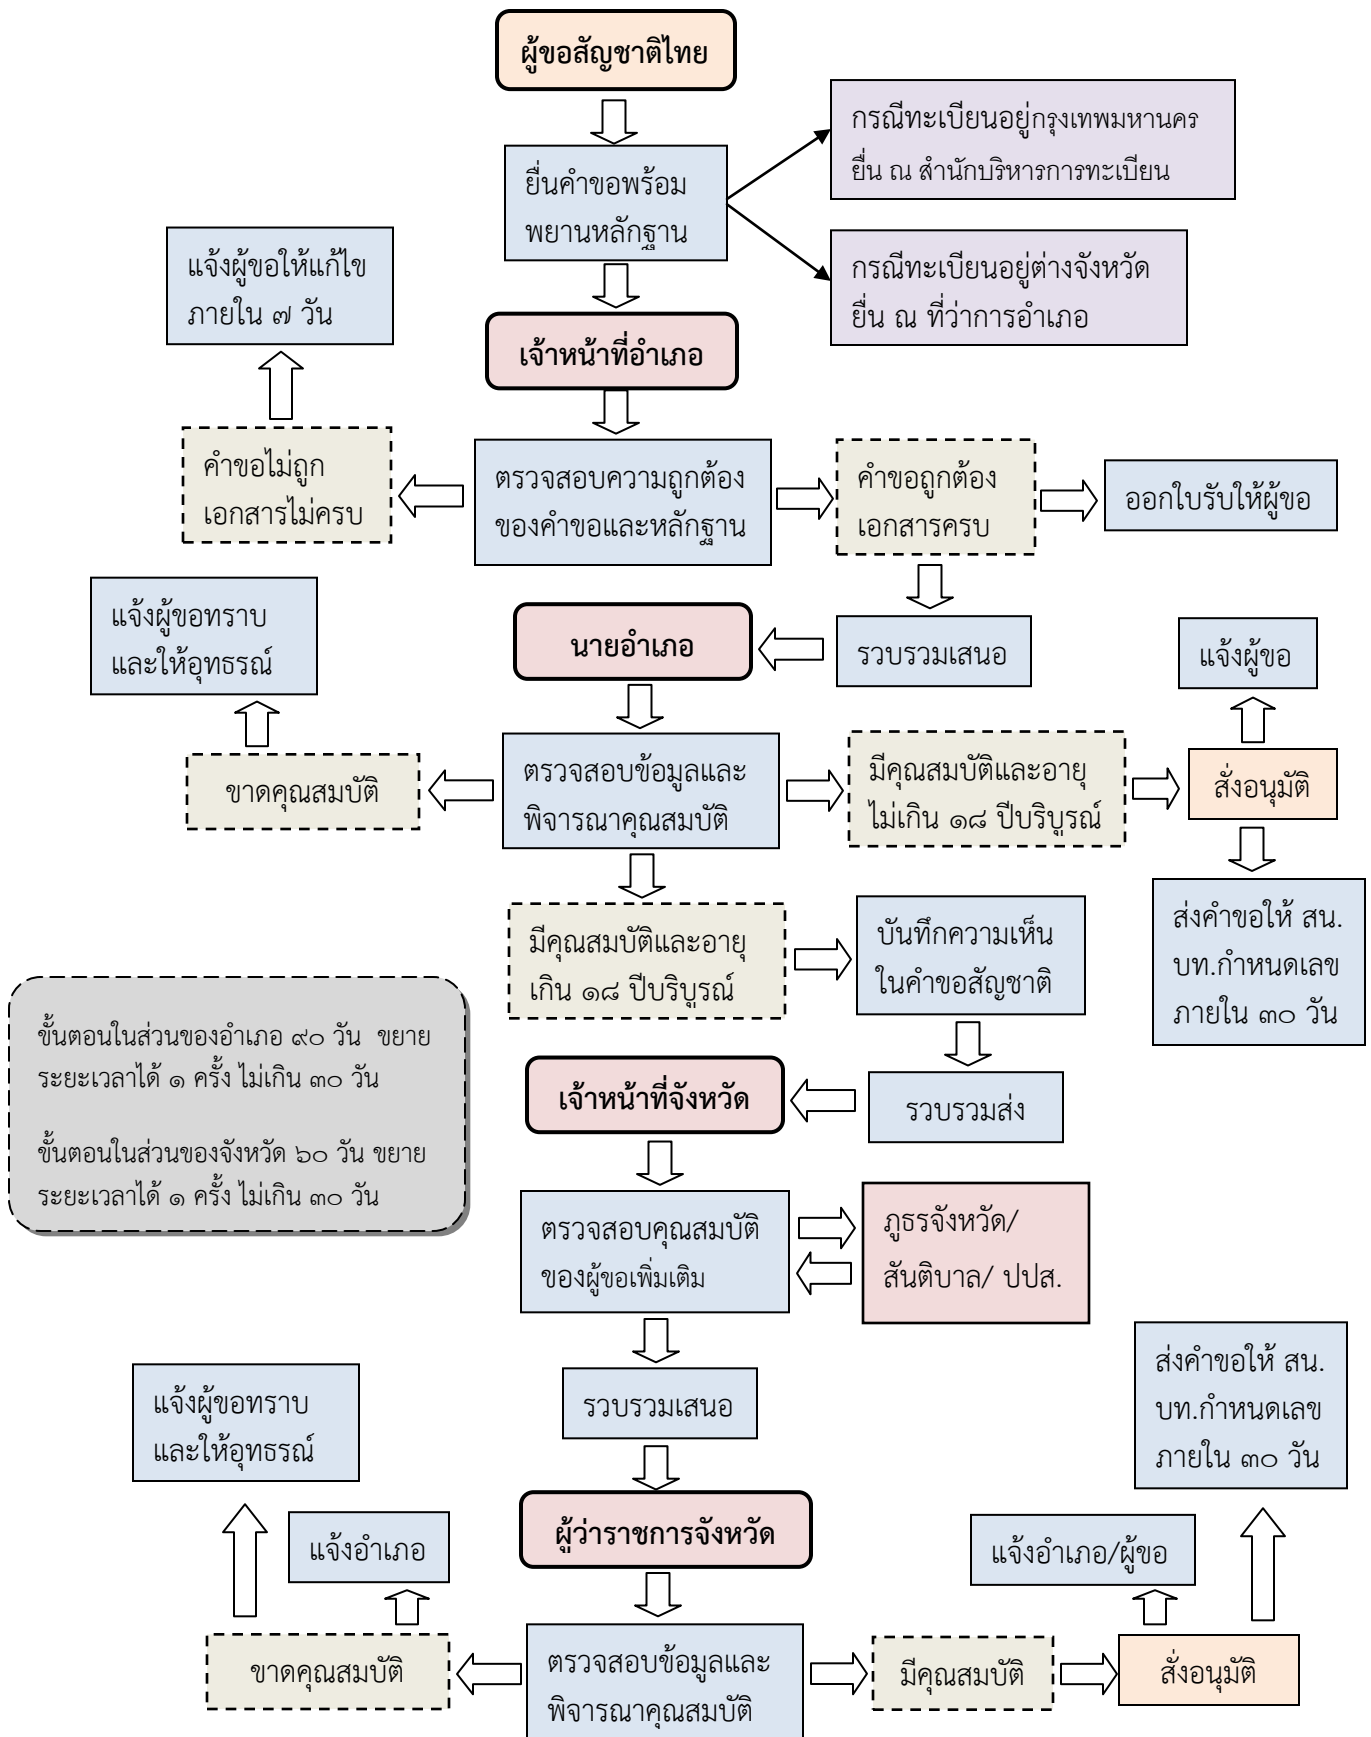 ผู้ขอสัญชาติไทย
กรณีทะเบียนอยู่กรุงเทพมหานคร
ยื่น ณ สำนักบริหารการทะเบียน
ยื่นคำขอพร้อม
พยานหลักฐาน
กรณีทะเบียนอยู่ต่างจังหวัด
ยื่น ณ ที่ว่าการอำเภอ
แจ้งผู้ขอให้แก้ไข
ภายใน ๗ วัน
เจ้าหน้าที่อำเภอ
คำขอไม่ถูก
เอกสารไม่ครบ
ตรวจสอบความถูกต้อง
ของคำขอและหลักฐาน
คำขอถูกต้อง
เอกสารครบ
ออกใบรับให้ผู้ขอ
แจ้งผู้ขอทราบ
และให้อุทธรณ์
นายอำเภอ
รวบรวมเสนอ
แจ้งผู้ขอ
ขาดคุณสมบัติ
ตรวจสอบข้อมูลและ
พิจารณาคุณสมบัติ
มีคุณสมบัติและอายุ
ไม่เกิน ๑๘ ปีบริบูรณ์
สั่งอนุมัติ
มีคุณสมบัติและอายุ
เกิน ๑๘ ปีบริบูรณ์
บันทึกความเห็น
ในคำขอสัญชาติ
ส่งคำขอให้ สน.
บท.กำหนดเลข
ภายใน ๓๐ วัน
ขั้นตอนในส่วนของอำเภอ ๙๐ วัน ขยาย
ระยะเวลาได้ ๑ ครั้ง ไม่เกิน ๓๐ วัน
ขั้นตอนในส่วนของจังหวัด ๖๐ วัน ขยาย
ระยะเวลาได้ ๑ ครั้ง ไม่เกิน ๓๐ วัน
เจ้าหน้าที่จังหวัด
รวบรวมส่ง
ตรวจสอบคุณสมบัติ
ของผู้ขอเพิ่มเติม
ภูธรจังหวัด/
สันติบาล/ ปปส.
รวบรวมเสนอ
ส่งคำขอให้ สน.
บท.กำหนดเลข
ภายใน ๓๐ วัน
แจ้งผู้ขอทราบ
และให้อุทธรณ์
แจ้งอำเภอ
ผู้ว่าราชการจังหวัด
แจ้งอำเภอ/ผู้ขอ
ขาดคุณสมบัติ
ตรวจสอบข้อมูลและ
พิจารณาคุณสมบัติ
มีคุณสมบัติ
สั่งอนุมัติ